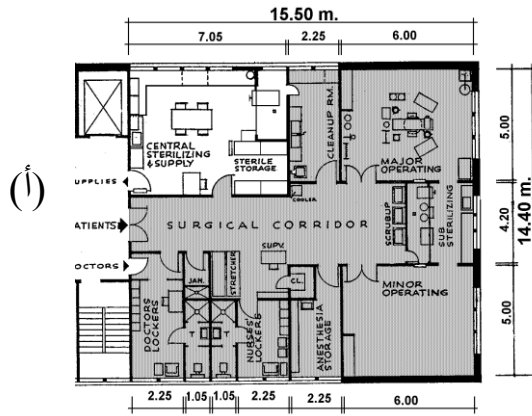 15.50 m.
7.05 2.25 6.00
CLEANUP RM.
CENTRAL
STERILIZING
& SUPPLY
STERILE
STORAGE
MAJOR
OPERATING
5.00
(أ)
UPPLIES
COOLER
ATIENTS
SURGICAL CORRIDOR
SCRUBUP
SUB
STERILIZING
4.20
14.40 m.
OCTORS
SUPV.
STRETCHER
JAN.
CL.
MINOR
OPERATING
DOCTORS
LOCKERS
T T
NURSES
LOCKERS
ANESTHESIA
STORAGE
5.00
2.25 1.05 1.05 2.25 2.25 6.00